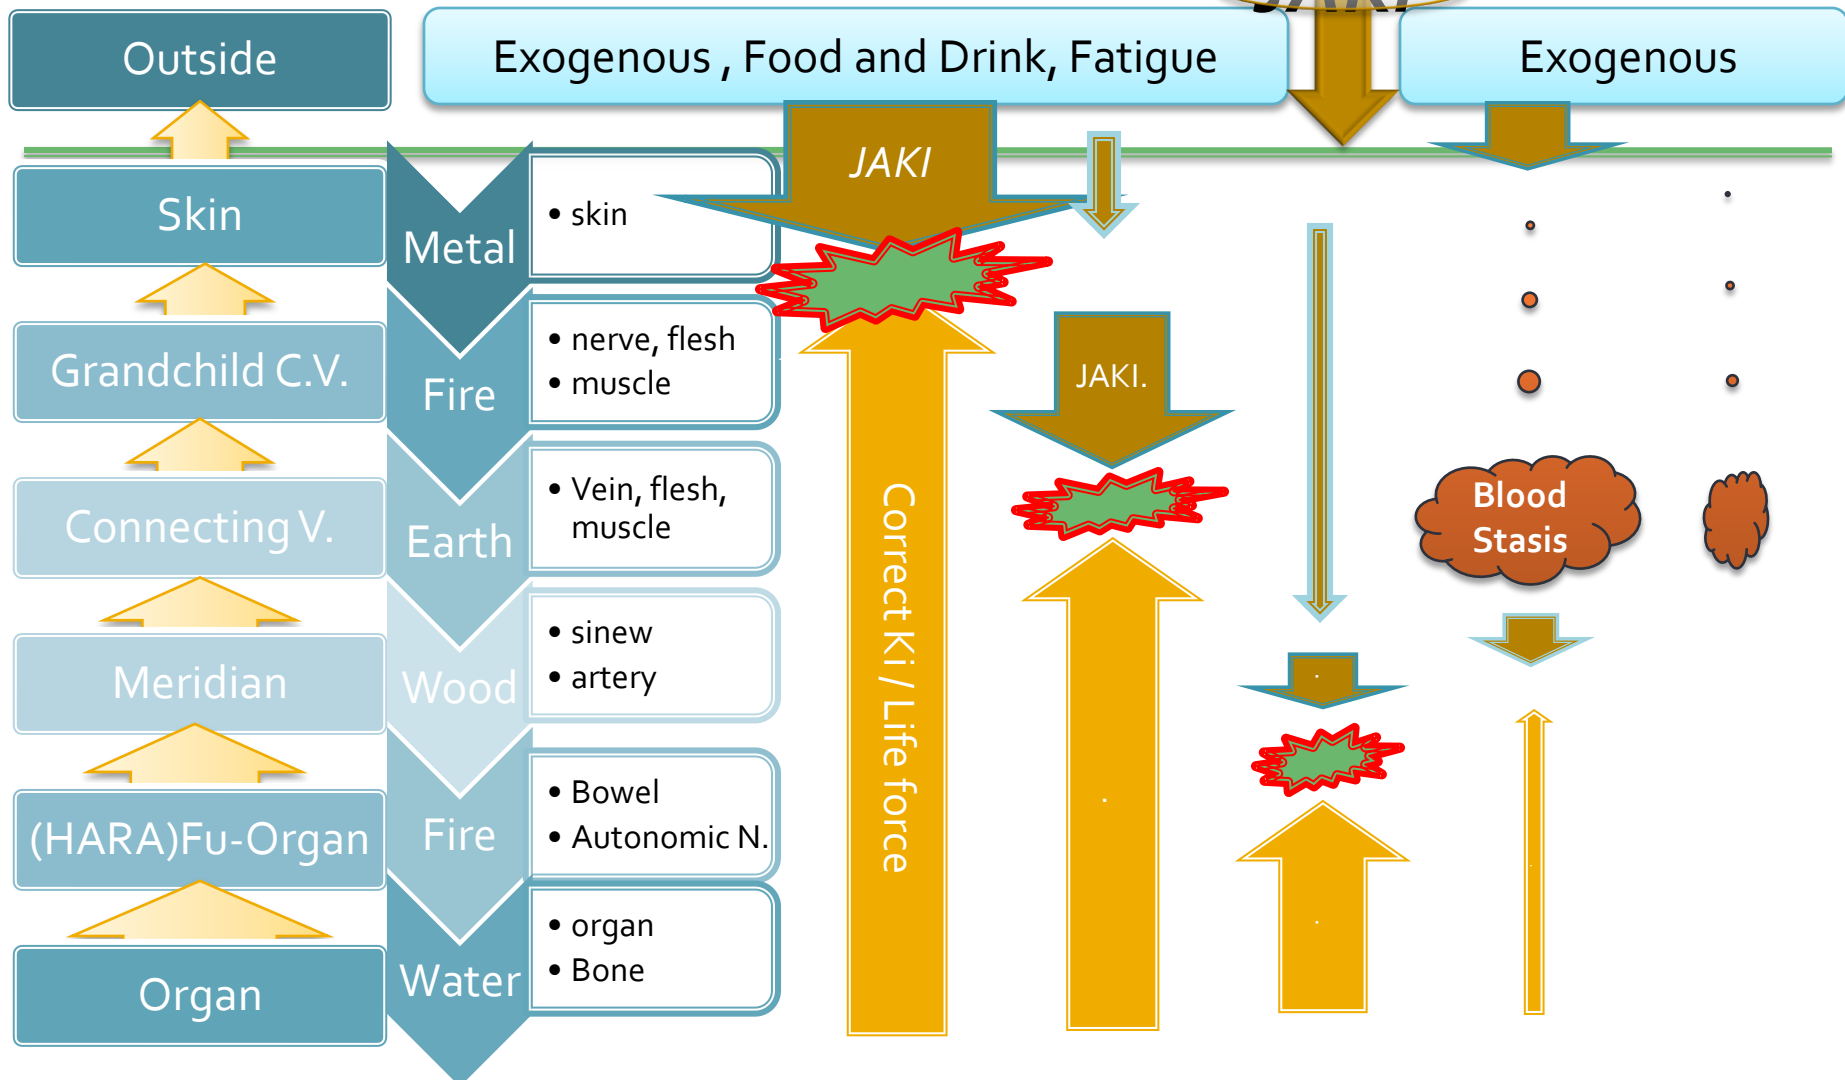 JAKI
Outside
Exogenous , Food and Drink, Fatigue
Exogenous
Skin
Metal
• skin
JAKI
Grandchild C.V.
Fire
• nerve, flesh
• muscle
JAKI.
Connecting V.
Earth
• Vein, flesh,
muscle
Blood
Stasis
Meridian
Wood
• sinew
• artery
Correct Ki / Life force
(HARA)Fu-Organ
Fire
• Bowel
• Autonomic N.
Organ
Water
• organ
• Bone